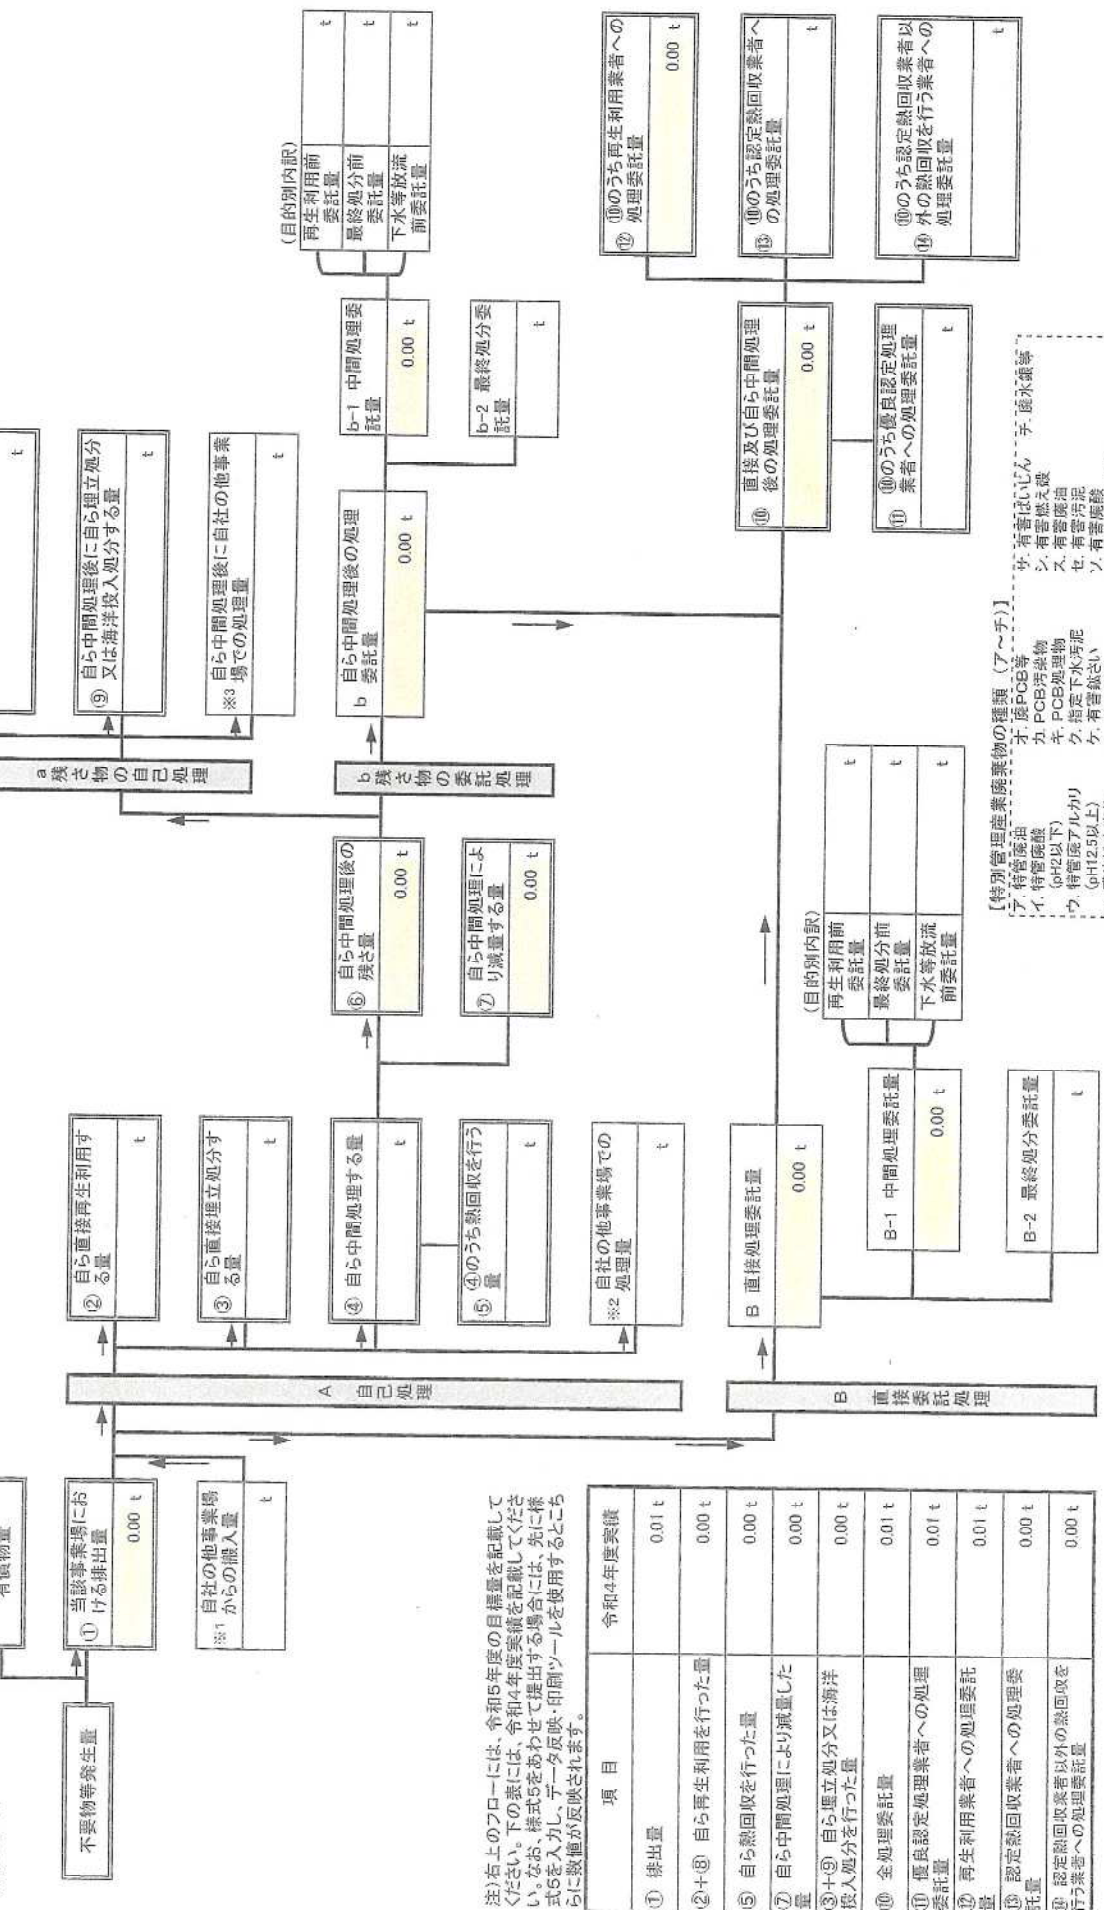 有償物量
不要物等発生量
① 当該事業場にお
ける排出量
0.00 t
※1 自社の他事業場
からの搬入量
t
A 自己処理
② 自ら直接再生利用す
る量
t
③ 自ら直接埋立処分す
る量
t
④ 自ら中間処理する量
t
⑤ ④のうち熱回収を行う
量
t
※2 自社の他事業場での
処理量
t
⑥ 自ら中間処理後の
残さ量
0.00 t
⑦ 自ら中間処理によ
り減量する量
0.00 t
a 残さ物の自己処理
t
⑨ 自ら中間処理後に自ら埋立処分
又は海洋投入処分する量
t
※3 自ら中間処理後に自社の他事業
場での処理量
t
b 残さ物の委託処理
b 自ら中間処理後の処理
委託量
0.00 t
b-1 中間処理委
託量
0.00 t
b-2 最終処分委
託量
t
(目的別内訳)
再生利用前
委託量
t
最終処分前
委託量
t
下水等放流
前委託量
t
B 直接委託処理
B 直接処理委託量
0.00 t
B-1 中間処理委託量
0.00 t
B-2 最終処分委託量
t
(目的別内訳)
再生利用前
委託量
t
最終処分前
委託量
t
下水等放流
前委託量
t
⑩ 直接及び自ら中間処理
後の処理委託量
0.00 t
⑪ ⑩のうち優良認定処理
業者への処理委託量
t
⑫ ⑩のうち再生利用業者への
処理委託量
0.00 t
⑬ ⑩のうち認定熱回収業者へ
の処理委託量
t
⑭ ⑩のうち認定熱回収業者以
外の熱回収を行う業者への
処理委託量
t
注)右上のフローには、令和5年度の目標量を記載して
ください。下の表には、令和4年度実績を記載してくださ
い。なお、様式5をあわせて提出する場合には、先に様
式5を入力し、データ反映・印刷ツールを使用するとこち
らに数値が反映されます。
項 目 令和4年度実績
① 排出量 0.01 t
②+⑧ 自ら再生利用を行った量 0.00 t
⑤ 自ら熱回収を行った量 0.00 t
⑦ 自ら中間処理により減量した
量 0.00 t
③+⑨ 自ら埋立処分又は海洋
投入処分を行った量 0.00 t
⑩ 全処理委託量 0.01 t
⑪ 優良認定処理業者への処理
委託量 0.01 t
⑫ 再生利用業者への処理委託
量 0.01 t
⑬ 認定熱回収業者への処理委
託量 0.00 t
⑭ 認定熱回収業者以外の熱回収を
行う業者への処理委託量 0.00 t
[特別管理産業廃棄物の種類 (ア~チ)]
ア. 特管廃油
イ. 特管廃酸
(pH2以下)
ウ. 特管廃アルカリ
(pH12.5以上)
オ. 廃PCB等
カ. PCB汚染物
キ. PCB処理物
ク. 指定下水汚泥
ケ. 有害鉱さい
サ. 有害ばいじん
シ. 有害燃え殻
ス. 有害廃油
セ. 有害汚泥
ソ. 有害廃酸
チ. 廃水銀等